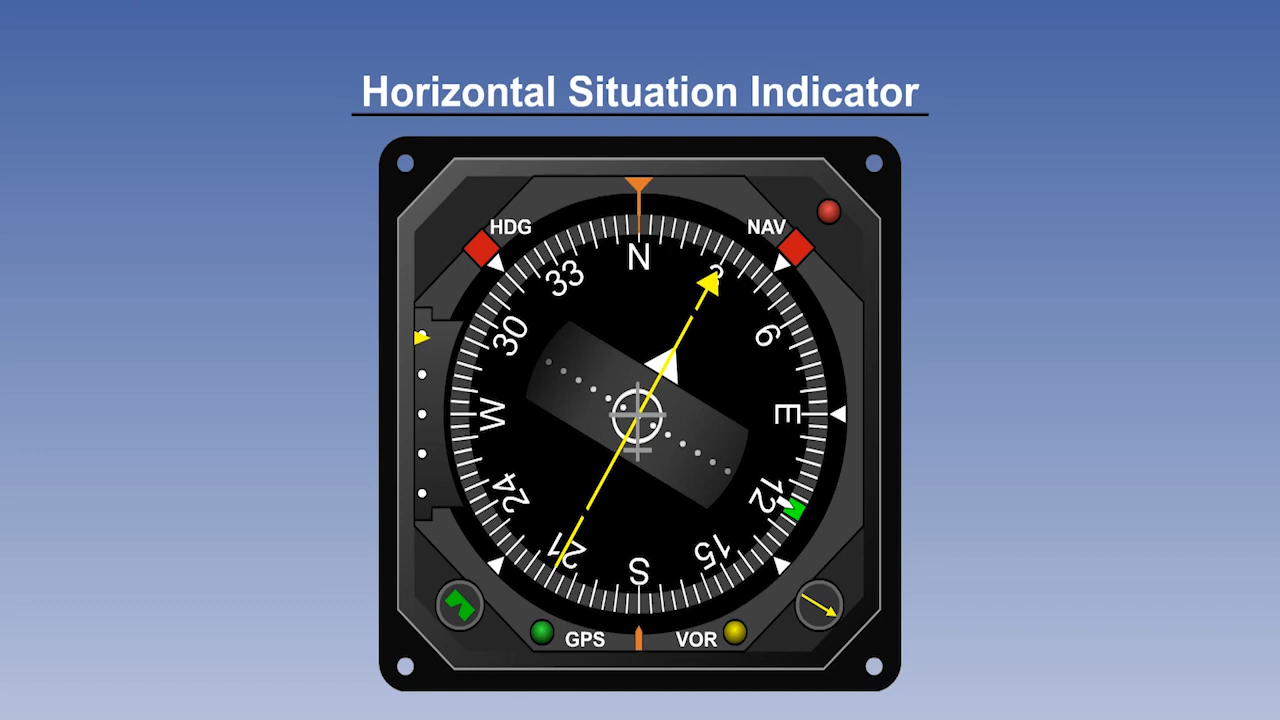 Horizontal Situation Indicator
HDG
NAV
N
33
3
30
6
W
E
24
12
21
15
S
GPS
VOR